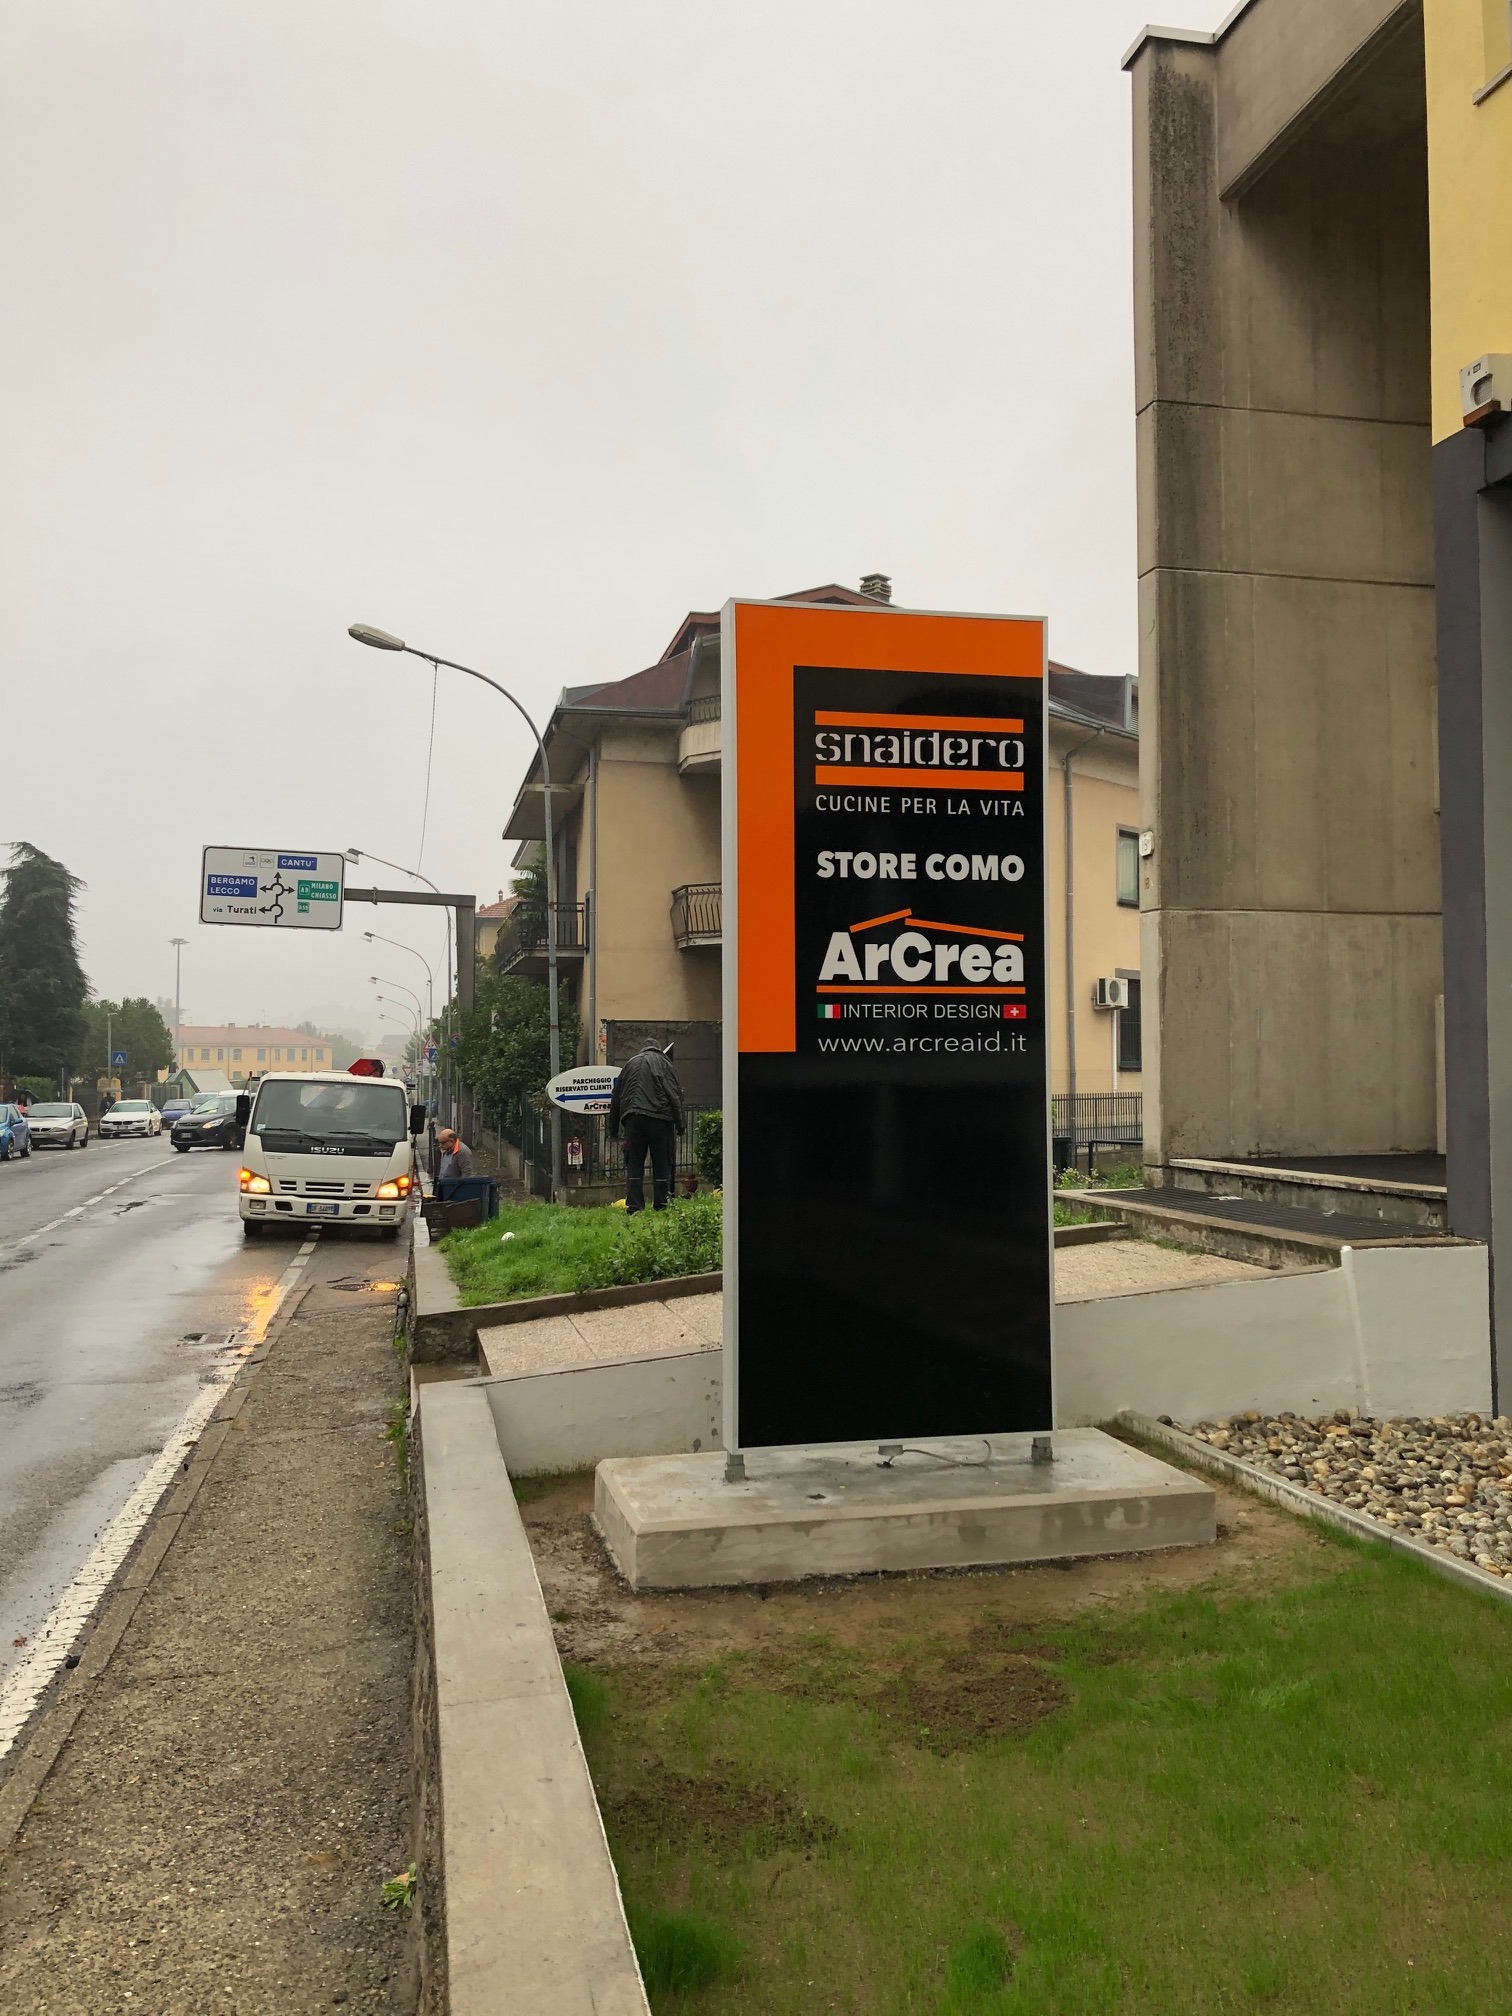 snaidero
CUCINE PER LA VITA
STORE COMO
ArCrea
INTERIOR DESIGN
www.arcreaid.it
CANTU'
BERGAMO
LECCO
MILANO
CHIASSO
via Turati
PARCHEGGIO
RISERVATO CLIENTI
ArCrea
ISUZU